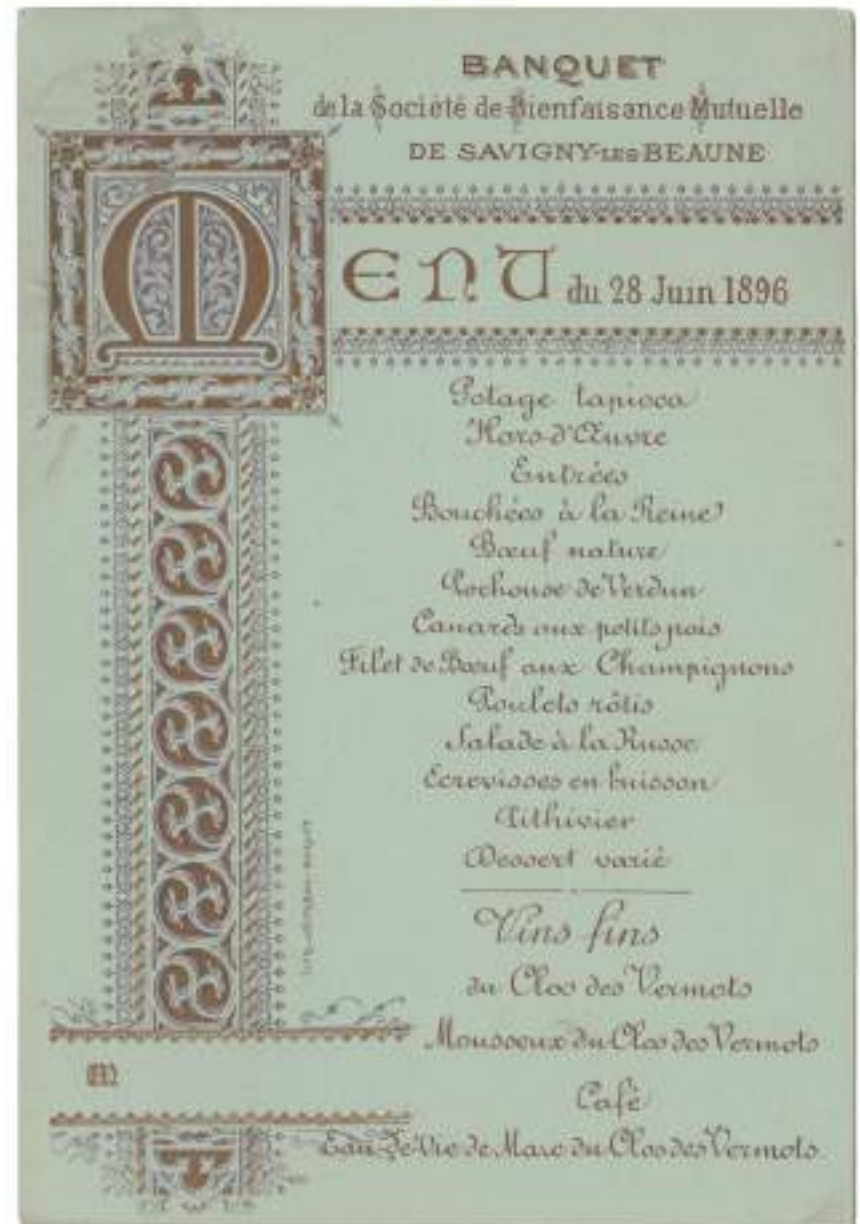 BANQUET
de la Société de Bienfaisance Mutuelle
DE SAVIGNY-LES BEAUNE
MENU du 28 Juin 1896
Potage tapioca
Hors-d'Œuvre
Entrées
Bouchées à la Reine
Bœuf nature
Pochouse de Verdun
Canards aux petits pois
Filet de Bœuf aux Champignons
Poulets rôtis
Salade à la Russe
Ecrevisses en buisson
Pithivier
Dessert varié
Vins fins
du Clos des Vermots
Mousseux du Clos des Vermots
Café
Eau-de-Vie de Marc du Clos des Vermots.
M